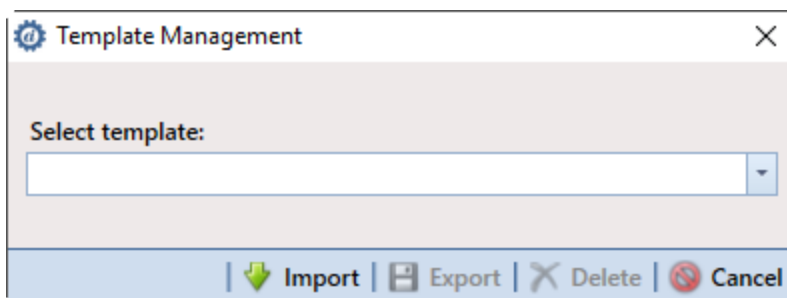 Template Management
Select template:
Import Export Delete Cancel